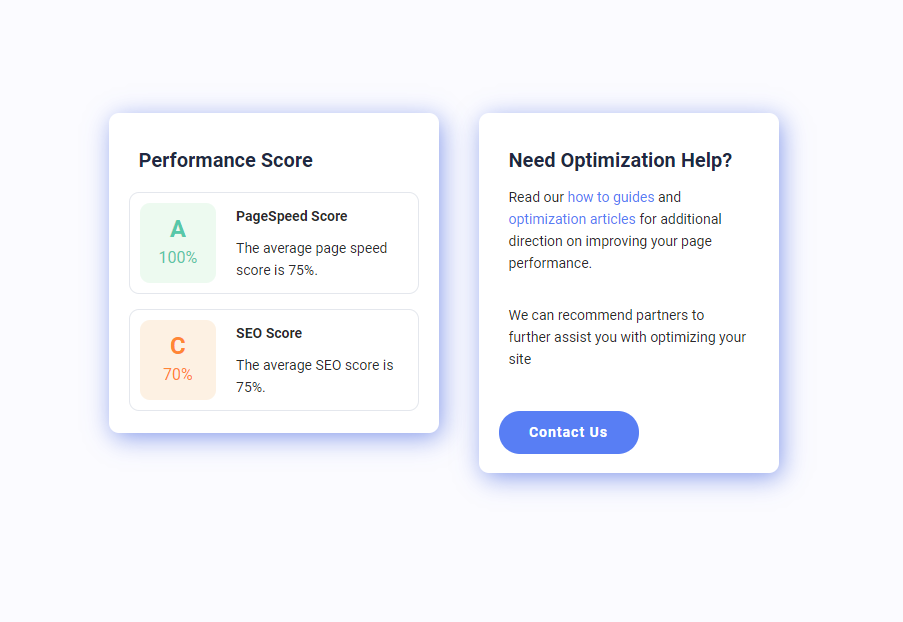 Performance Score
A
100%
PageSpeed Score
The average page speed
score is 75%.
C
70%
SEO Score
The average SEO score is
75%.
Need Optimization Help?
Read our how to guides and
optimization articles for additional
direction on improving your page
performance.
We can recommend partners to
further assist you with optimizing your
site
Contact Us